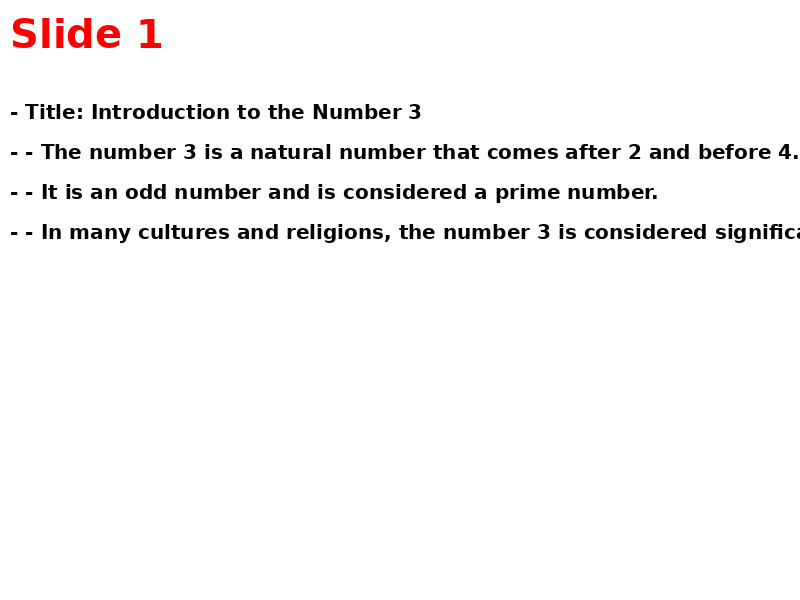 Slide 1
- Title: Introduction to the Number 3
- - The number 3 is a natural number that comes after 2 and before 4.
- - It is an odd number and is considered a prime number.
- - In many cultures and religions, the number 3 is considered